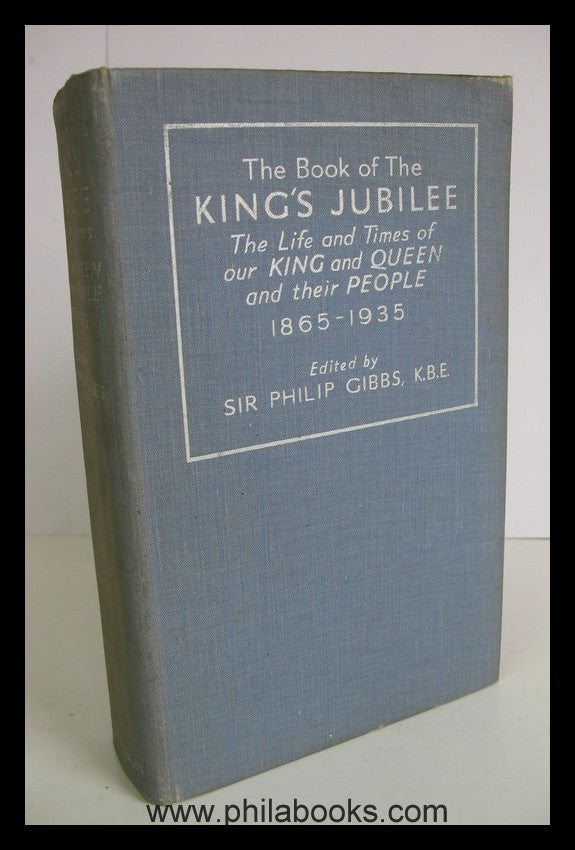 The Book of The
KING'S JUBILEE
The Life and Times of
our KING and QUEEN
and their PEOPLE
1865-1935
Edited by
SIR PHILIP GIBBS, K.B.E.
www.philabooks.com